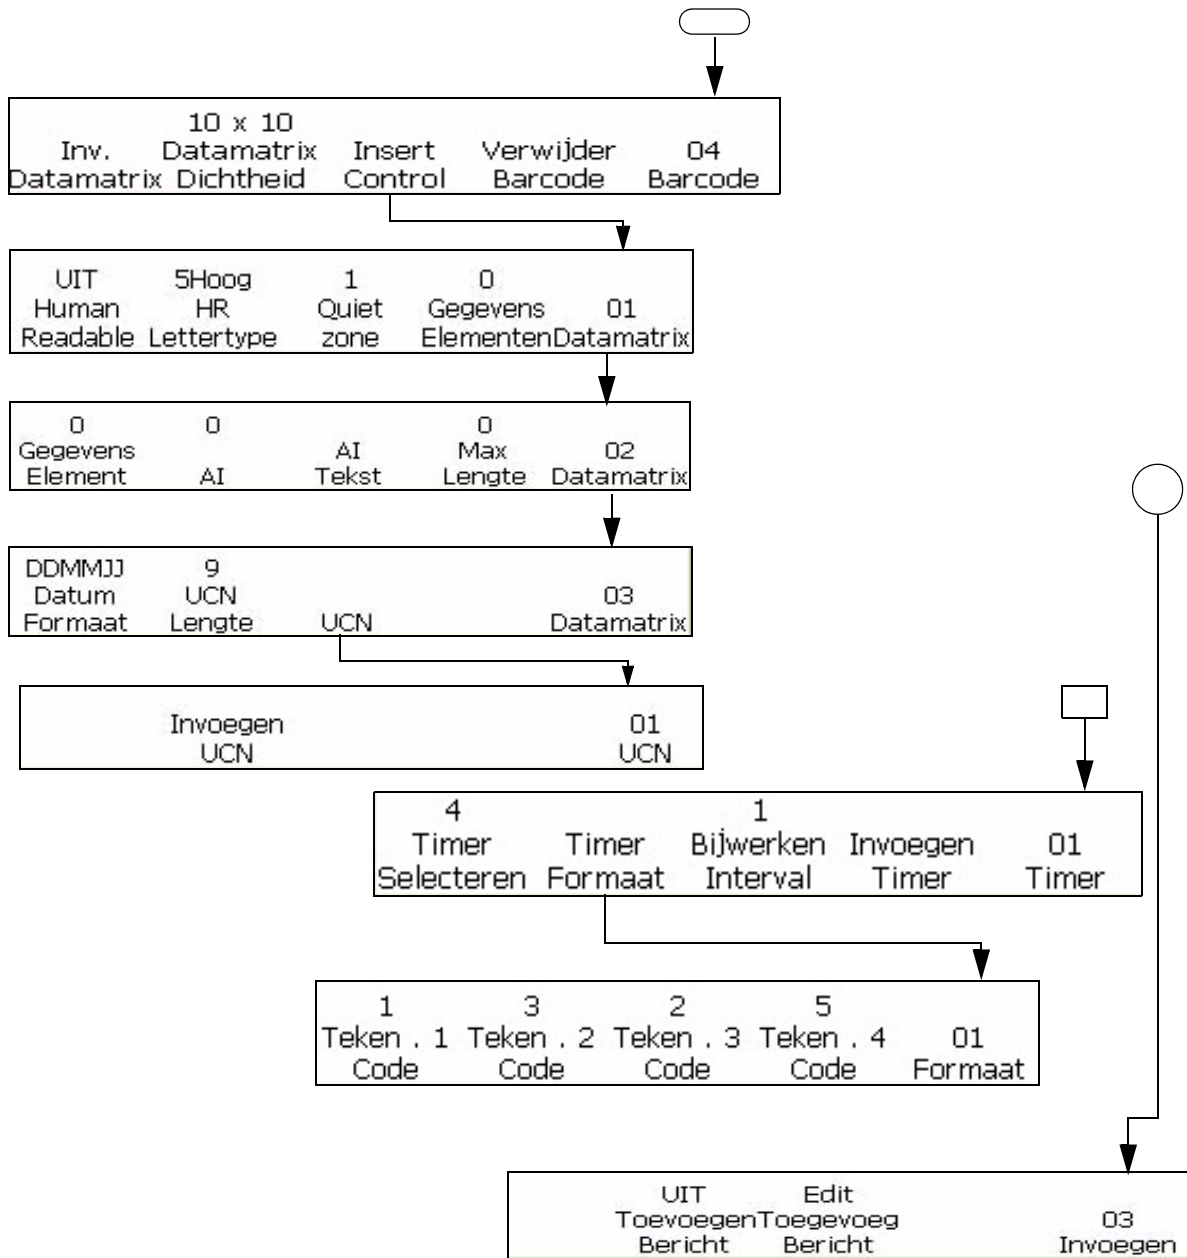 10 x 10
Inv. Datamatrix Insert Verwijder 04
Datamatrix Dichtheid Control Barcode Barcode
UIT 5Hoog 1 0
Human HR Quiet Gegevens 01
Readable Lettertype zone Elementen Datamatrix
0 0 0
Gegevens AI Max 02
Element AI Tekst Lengte Datamatrix
DDMMJJ 9
Datum UCN 03
Formaat Lengte UCN Datamatrix
Invoegen 01
UCN UCN
4 1
Timer Timer Bijwerken Invoegen 01
Selecteren Formaat Interval Timer Timer
1 3 2 5
Teken . 1 Teken . 2 Teken . 3 Teken . 4 01
Code Code Code Code Formaat
UIT Edit
Toevoegen Toegevoeg 03
Bericht Bericht Invoegen